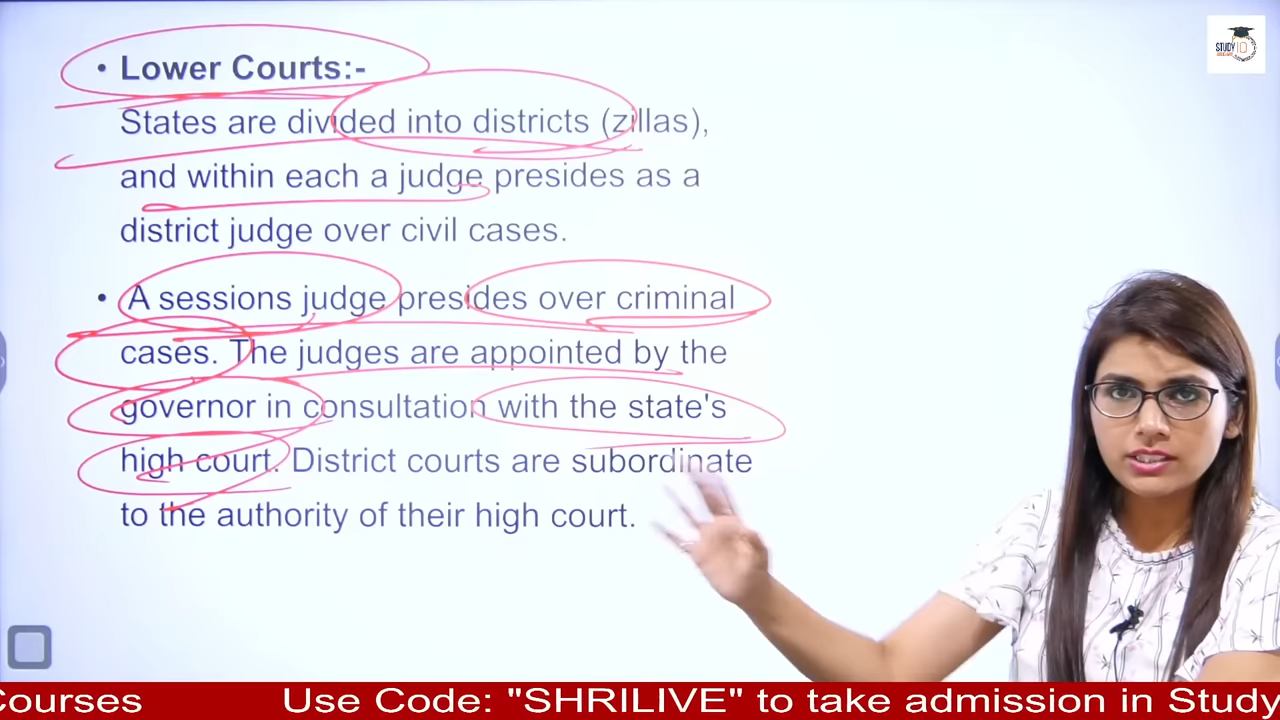 STUDY IQ
• Lower Courts:-
States are divided into districts (zillas),
and within each a judge presides as a
district judge over civil cases.
• A sessions judge presides over criminal
cases. The judges are appointed by the
governor in consultation with the state's
high court. District courts are subordinate
to the authority of their high court.
Courses Use Code: "SHRILIVE" to take admission in Study